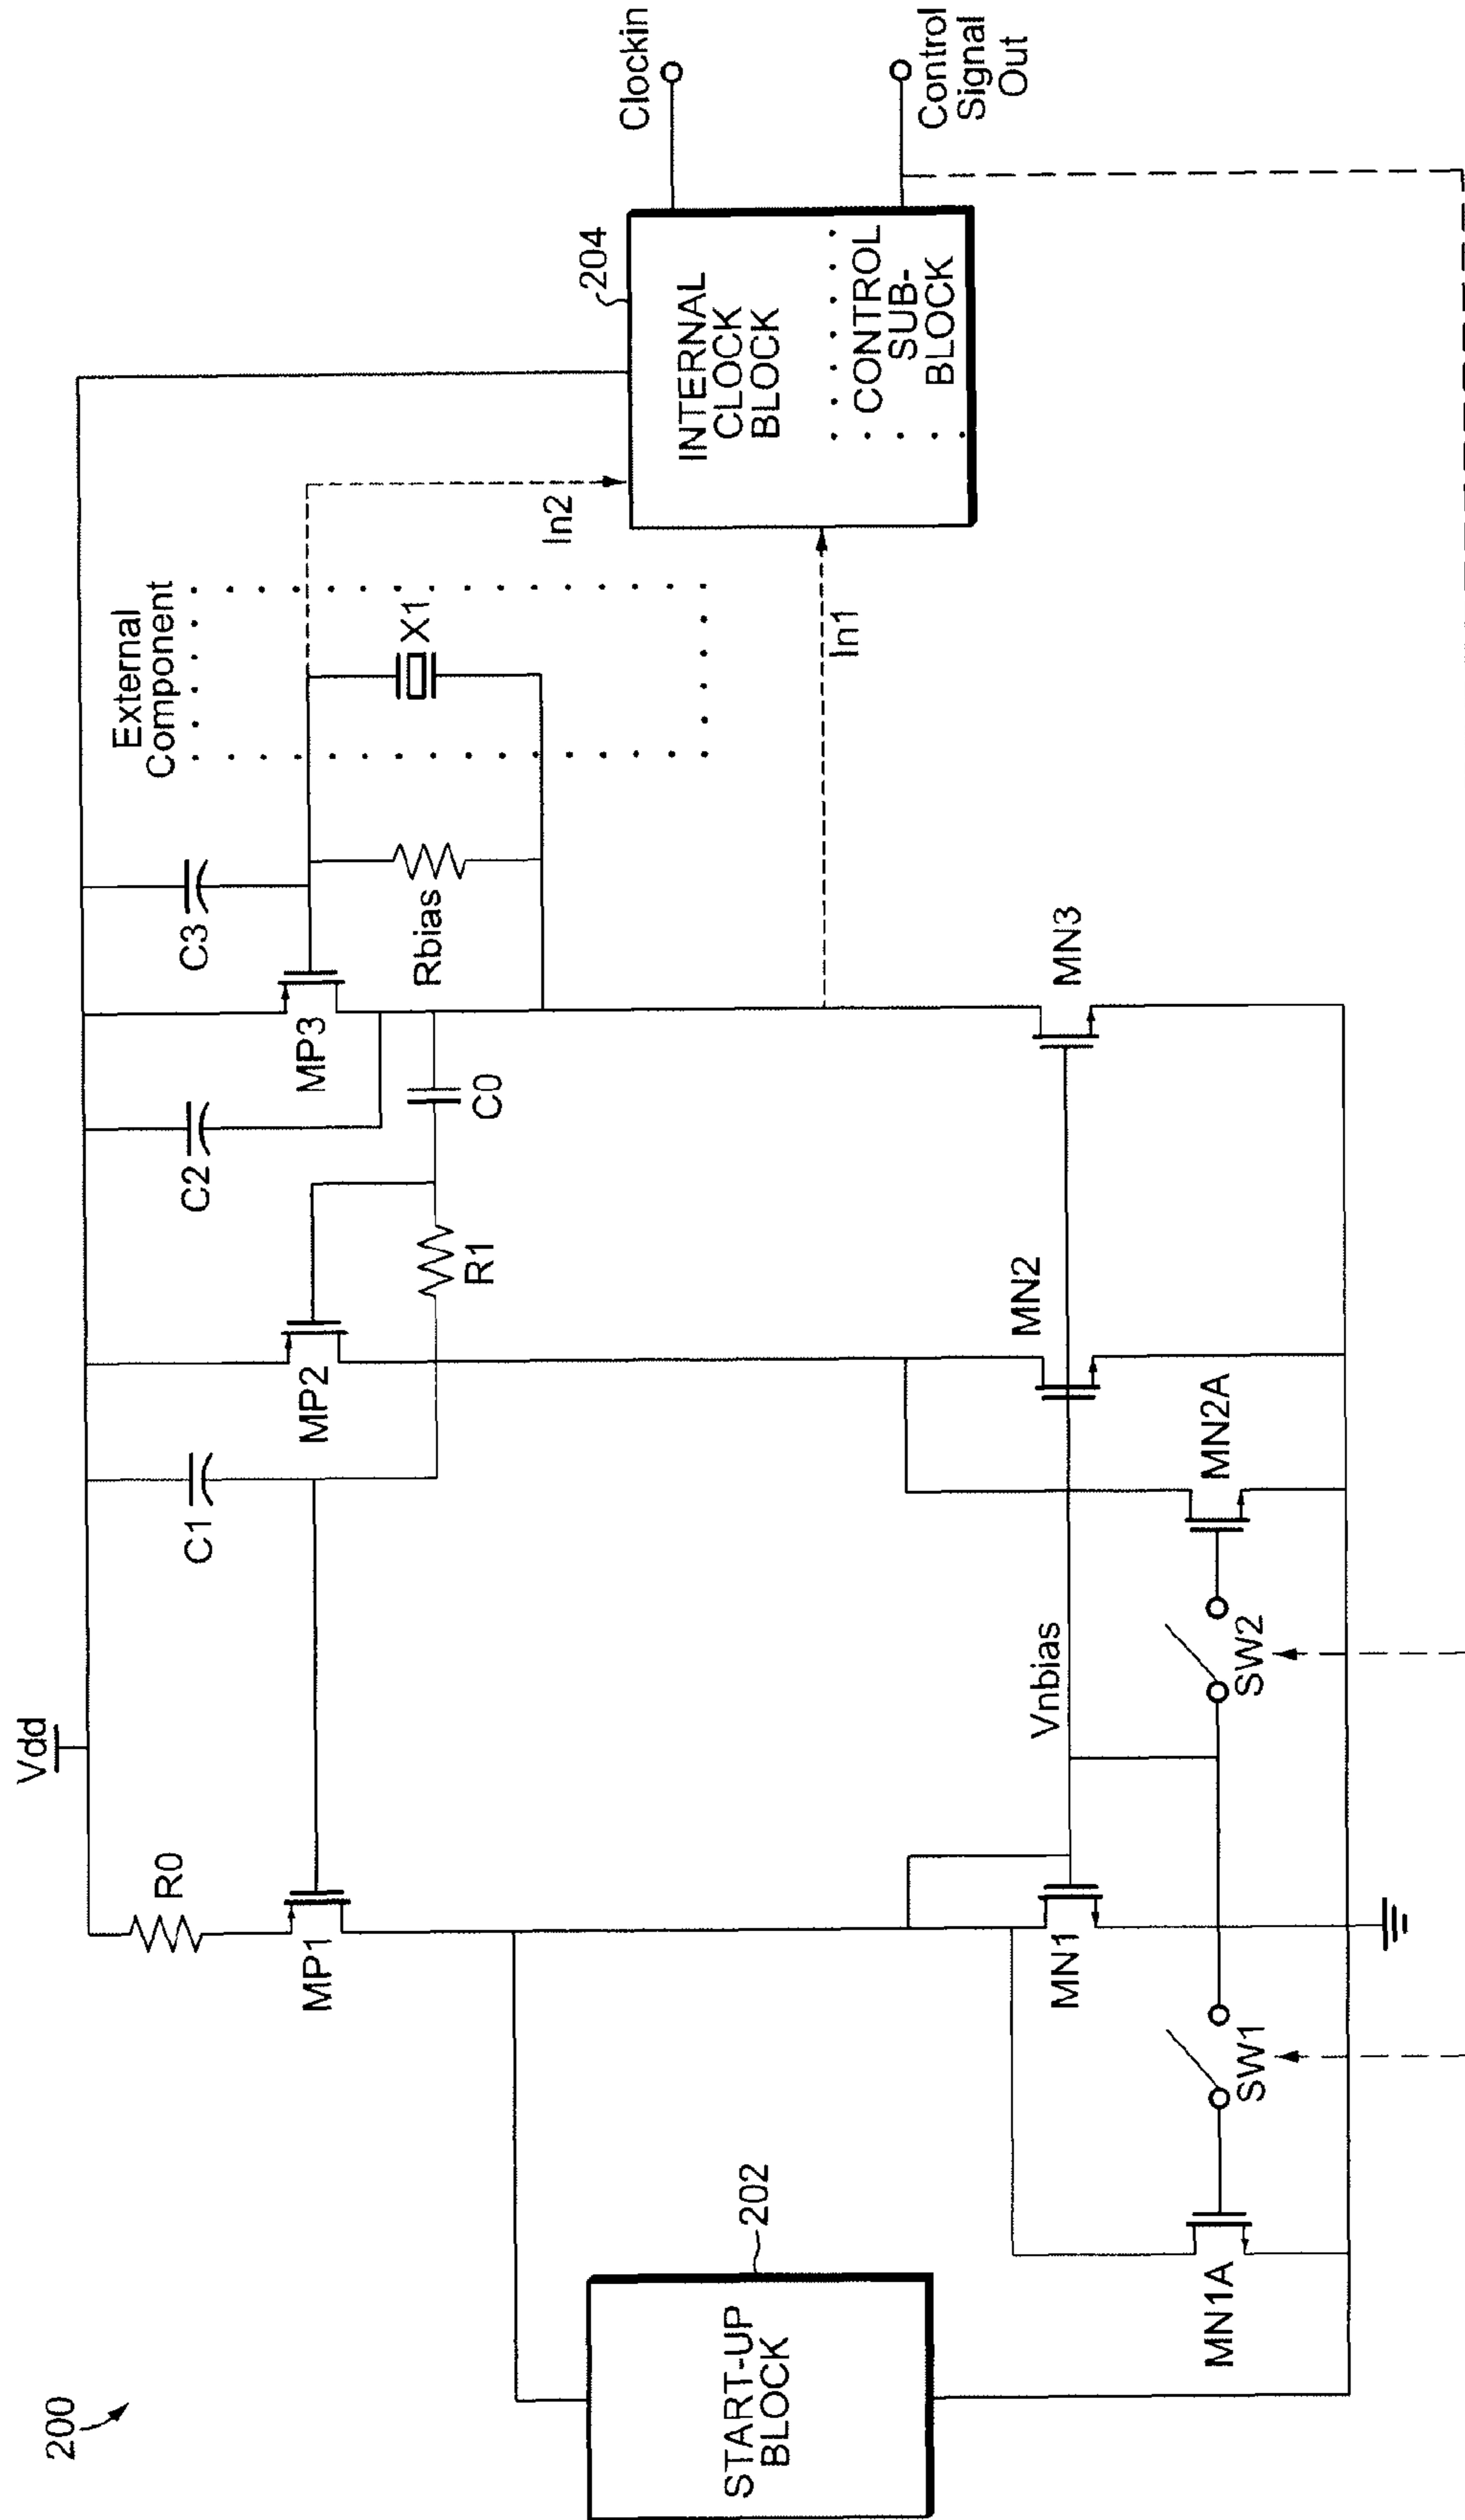 200
START-UP
BLOCK
202
Vdd
R0
MP1
C1
MP2
R1
C2
C0
MP3
C3
Rbias
External
Component
X1
In2
In1
204
INTERNAL
CLOCK
BLOCK
CONTROL
SUB-
BLOCK
Clockin
Control
Signal
Out
MN1A
SW1
MN1
Vnbias
SW2
MN2A
MN2
MN3